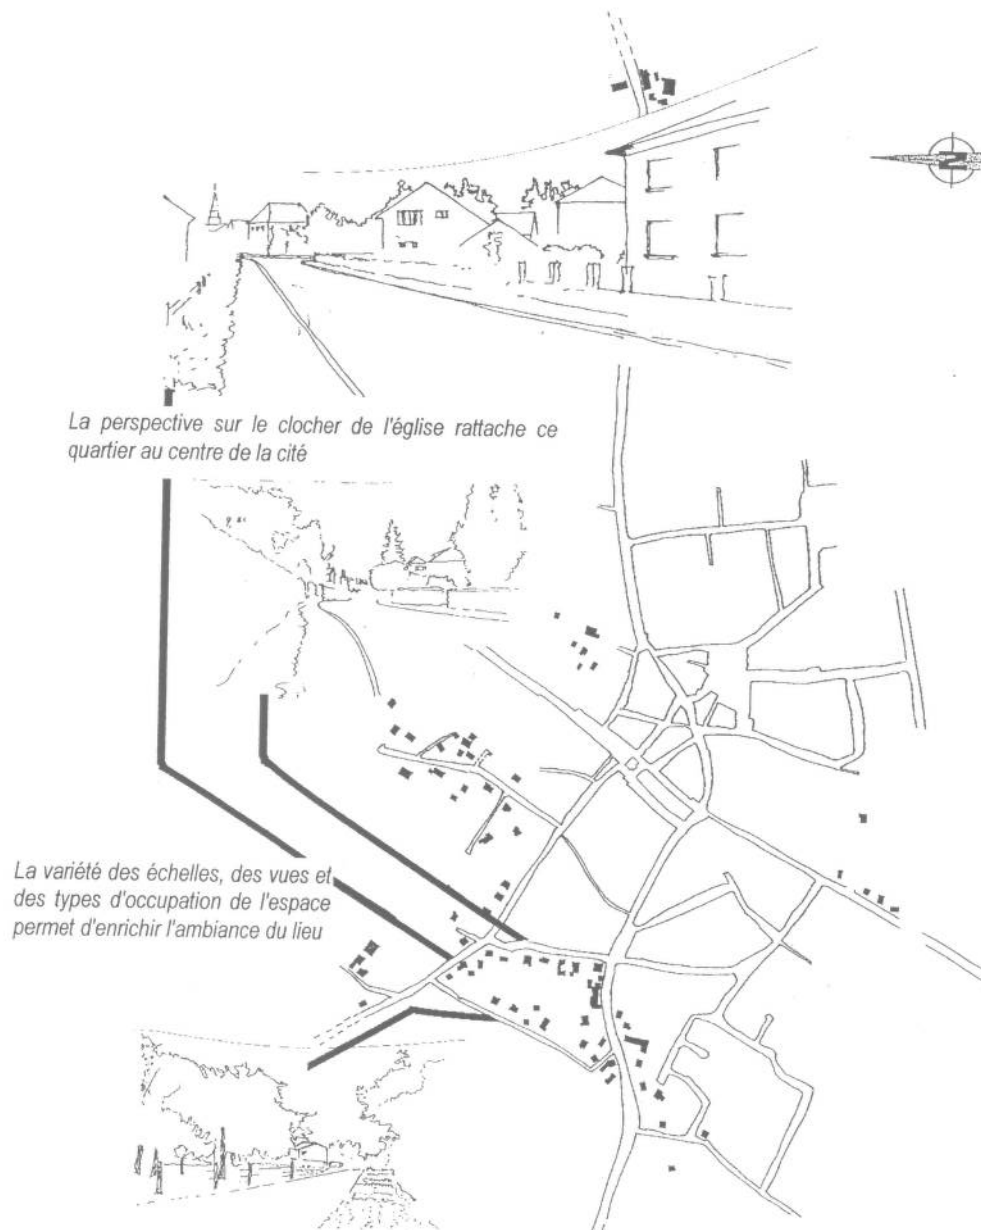 La perspective sur le clocher de l'église rattache ce
quartier au centre de la cité
La variété des échelles, des vues et
des types d'occupation de l'espace
permet d'enrichir l'ambiance du lieu